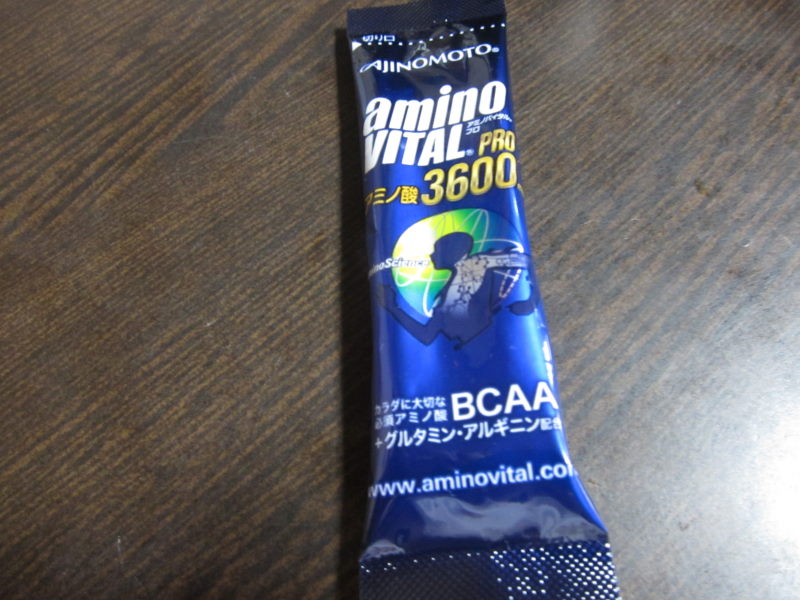 切り口
AJINOMOTO®
amino
アミノバイタル®
プロ
VITAL® PRO
アミノ酸 3600
AminoScience
カラダに大切な
必須アミノ酸 BCAA
+グルタミン・アルギニン配合
www.aminovital.com